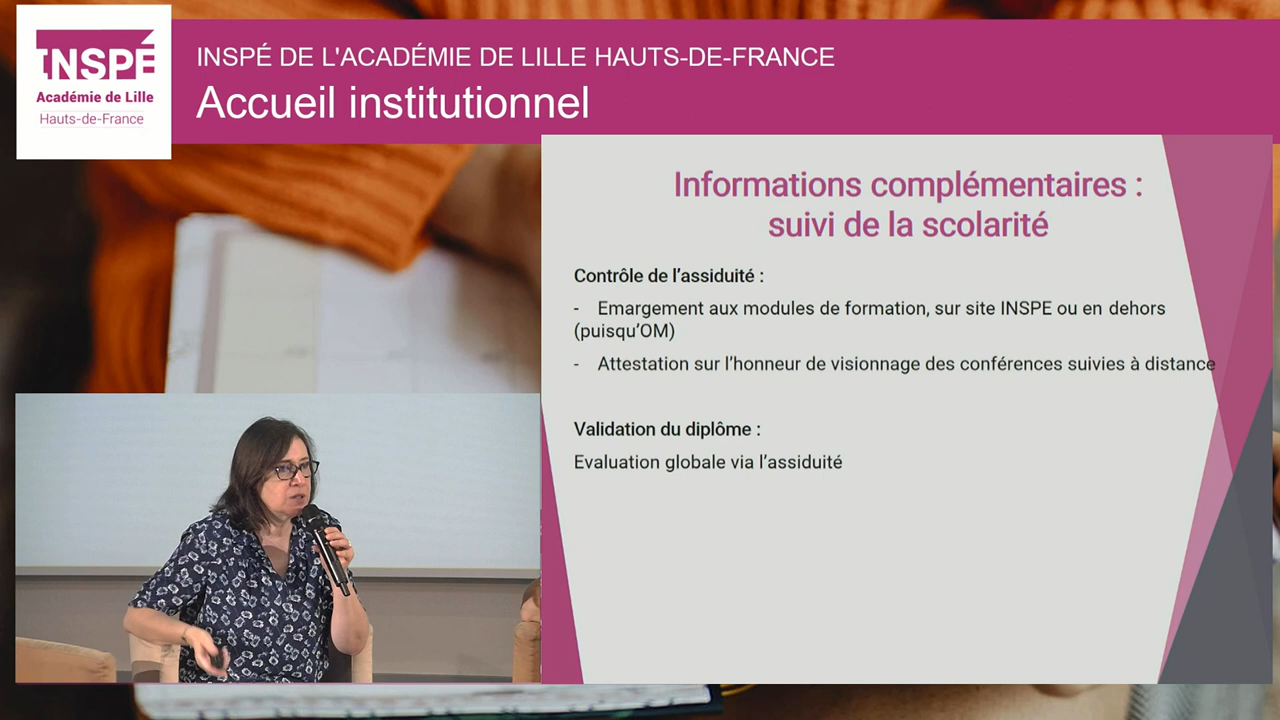 INSPÉ
Académie de Lille
Hauts-de-France
INSPÉ DE L'ACADÉMIE DE LILLE HAUTS-DE-FRANCE
Accueil institutionnel
Informations complémentaires :
suivi de la scolarité
Contrôle de l'assiduité :
- Emargement aux modules de formation, sur site INSPE ou en dehors
(puisqu'OM)
- Attestation sur l'honneur de visionnage des conférences suivies à distance
Validation du diplôme :
Evaluation globale via l'assiduité